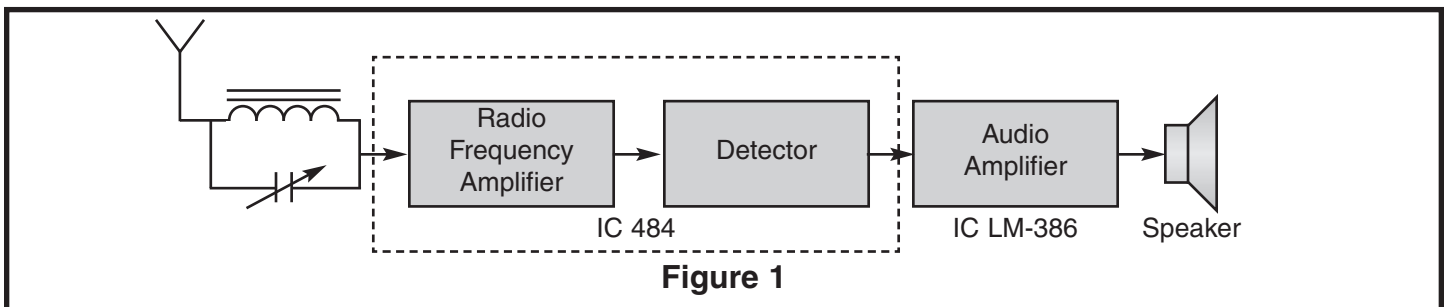 Radio
Frequency
Amplifier
Detector
Audio
Amplifier
IC 484
IC LM-386
Speaker
Figure 1